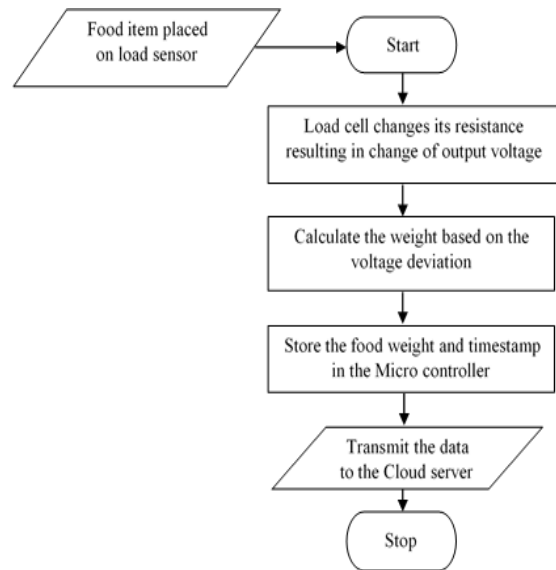 Food item placed
on load sensor
Start
Load cell changes its resistance
resulting in change of output voltage
Calculate the weight based on the
voltage deviation
Store the food weight and timestamp
in the Micro controller
Transmit the data
to the Cloud server
Stop